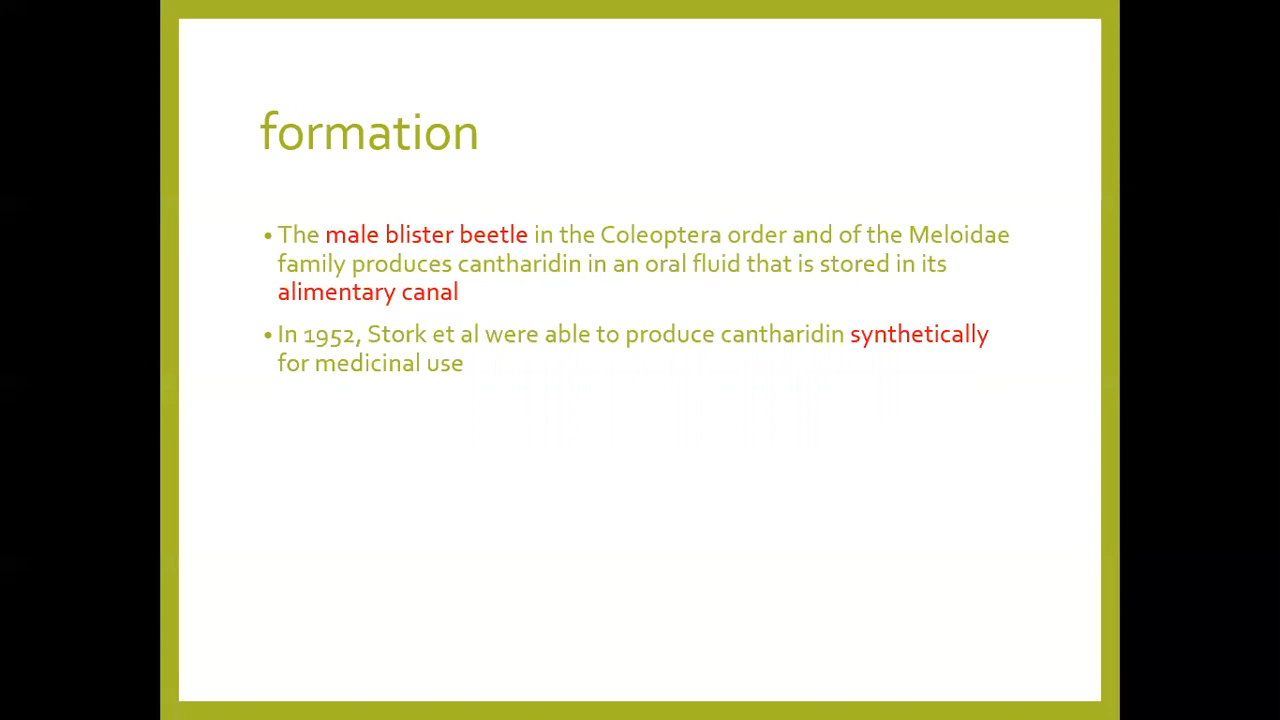 formation
• The male blister beetle in the Coleoptera order and of the Meloidae
family produces cantharidin in an oral fluid that is stored in its
alimentary canal
• In 1952, Stork et al were able to produce cantharidin synthetically
for medicinal use